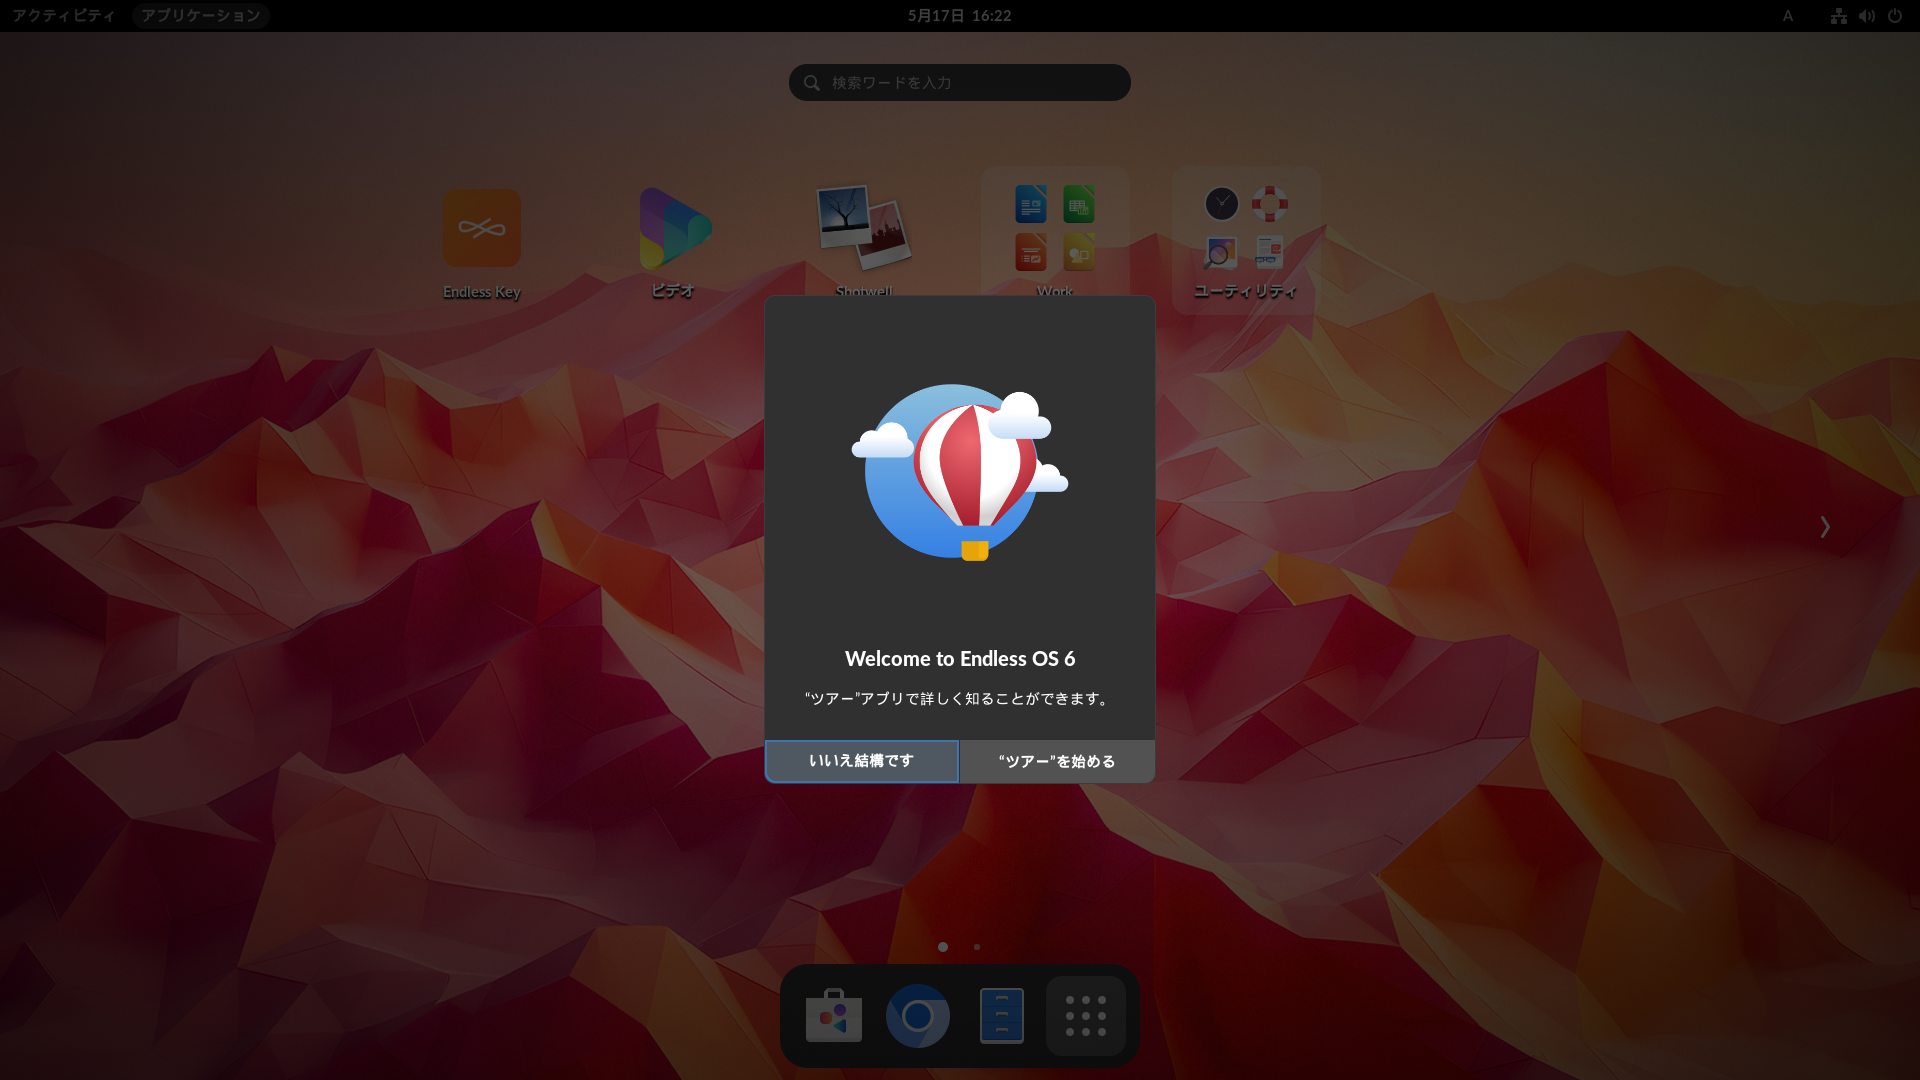 アクティビティ アプリケーション 5月17日 16:22 A
検索ワードを入力
Endless Key ビデオ Shotwell Work ユーティリティ
Welcome to Endless OS 6
“ツアー”アプリで詳しく知ることができます。
いいえ結構です “ツアー”を始める